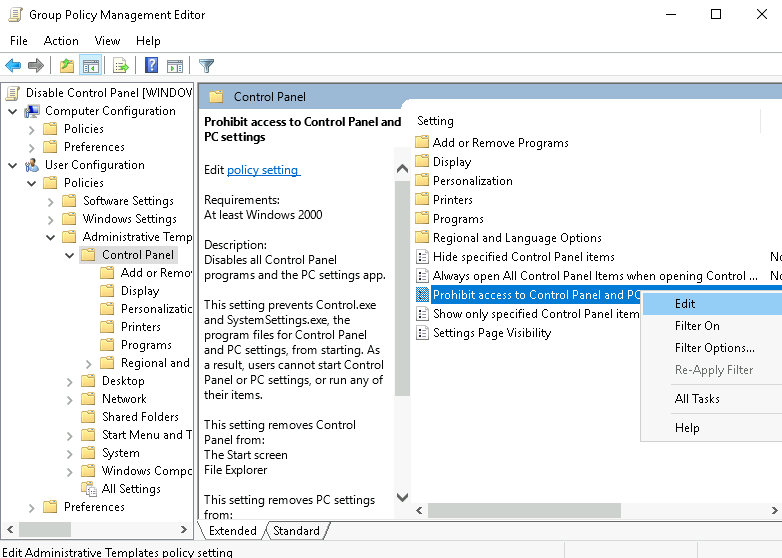 Group Policy Management Editor
File Action View Help
Disable Control Panel [WINDOW
Computer Configuration
Policies
Preferences
User Configuration
Policies
Software Settings
Windows Settings
Administrative Temp
Control Panel
Add or Remov
Display
Personalizatic
Printers
Programs
Regional and
Desktop
Network
Shared Folders
Start Menu and T
System
Windows Compc
All Settings
Preferences
Control Panel
Prohibit access to Control Panel and
PC settings
Edit policy setting
Requirements:
At least Windows 2000
Description:
Disables all Control Panel
programs and the PC settings app.
This setting prevents Control.exe
and SystemSettings.exe, the
program files for Control Panel
and PC settings, from starting. As
a result, users cannot start Control
Panel or PC settings, or run any of
their items.
This setting removes Control
Panel from:
The Start screen
File Explorer
This setting removes PC settings
from:
Setting
Add or Remove Programs
Display
Personalization
Printers
Programs
Regional and Language Options
Hide specified Control Panel items No
Always open All Control Panel Items when opening Control ... No
Prohibit access to Control Panel and PC
Show only specified Control Panel item
Settings Page Visibility
Edit
Filter On
Filter Options...
Re-Apply Filter
All Tasks
Help
Extended Standard
Edit Administrative Templates policy setting